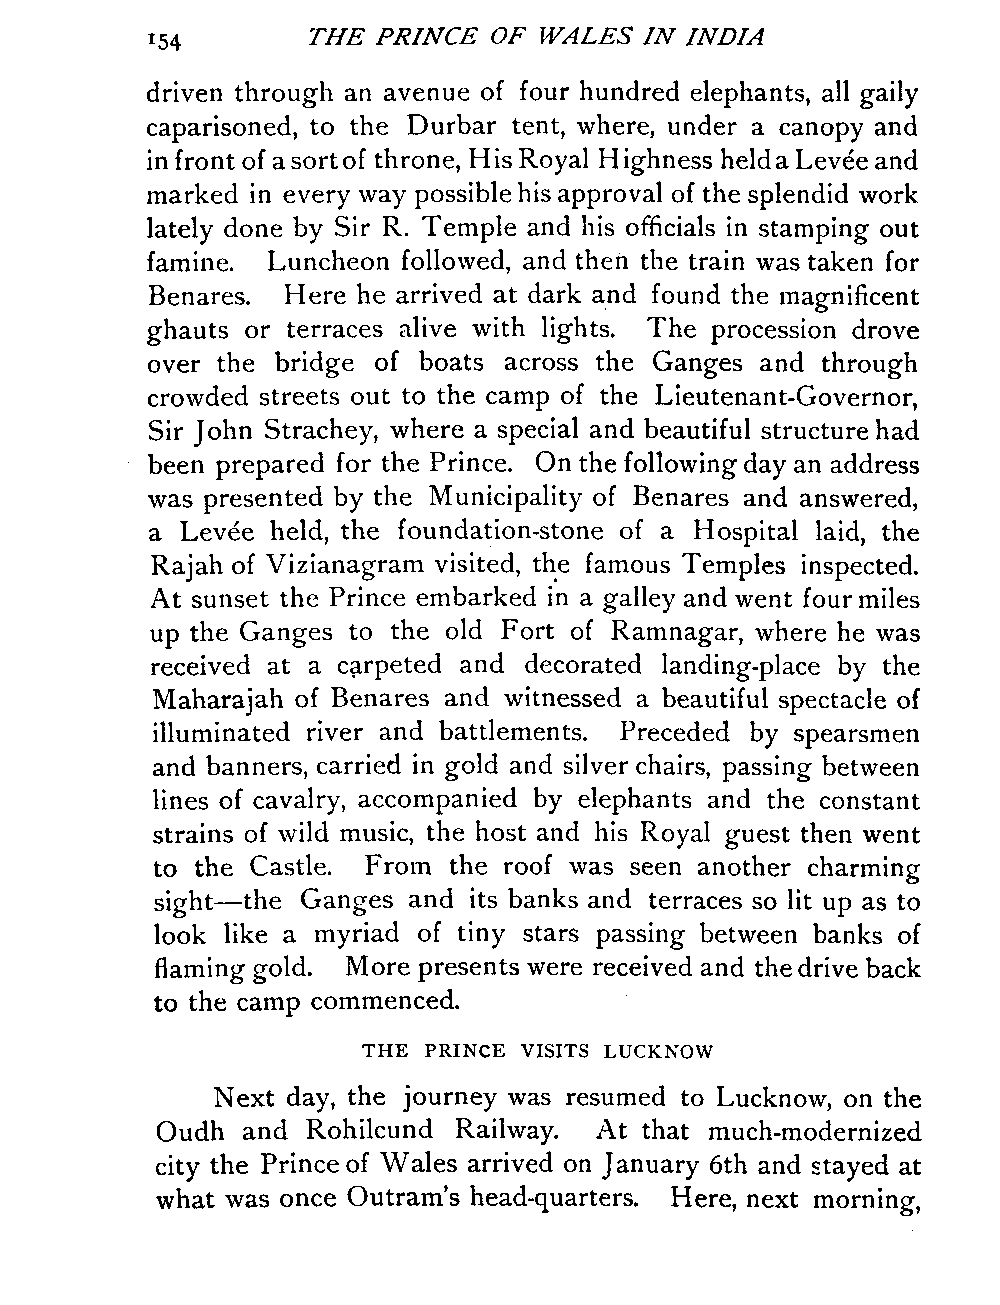 154 THE PRINCE OF WALES IN INDIA
driven through an avenue of four hundred elephants, all gaily
caparisoned, to the Durbar tent, where, under a canopy and
in front of a sort of throne, His Royal Highness held a Levée and
marked in every way possible his approval of the splendid work
lately done by Sir R. Temple and his officials in stamping out
famine. Luncheon followed, and then the train was taken for
Benares. Here he arrived at dark and found the magnificent
ghauts or terraces alive with lights. The procession drove
over the bridge of boats across the Ganges and through
crowded streets out to the camp of the Lieutenant-Governor,
Sir John Strachey, where a special and beautiful structure had
been prepared for the Prince. On the following day an address
was presented by the Municipality of Benares and answered,
a Levée held, the foundation-stone of a Hospital laid, the
Rajah of Vizianagram visited, the famous Temples inspected.
At sunset the Prince embarked in a galley and went four miles
up the Ganges to the old Fort of Ramnagar, where he was
received at a carpeted and decorated landing-place by the
Maharajah of Benares and witnessed a beautiful spectacle of
illuminated river and battlements. Preceded by spearsmen
and banners, carried in gold and silver chairs, passing between
lines of cavalry, accompanied by elephants and the constant
strains of wild music, the host and his Royal guest then went
to the Castle. From the roof was seen another charming
sight—the Ganges and its banks and terraces so lit up as to
look like a myriad of tiny stars passing between banks of
flaming gold. More presents were received and the drive back
to the camp commenced.
THE PRINCE VISITS LUCKNOW
Next day, the journey was resumed to Lucknow, on the
Oudh and Rohilcund Railway. At that much-modernized
city the Prince of Wales arrived on January 6th and stayed at
what was once Outram's head-quarters. Here, next morning,